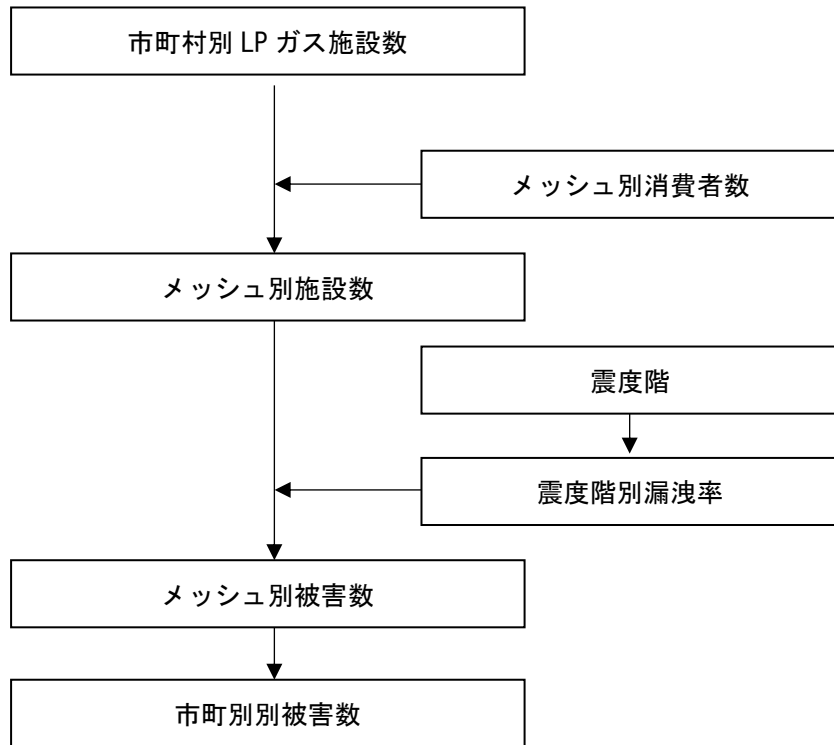 市町村別 LP ガス施設数
メッシュ別消費者数
メッシュ別施設数
震度階
震度階別漏洩率
メッシュ別被害数
市町別別被害数